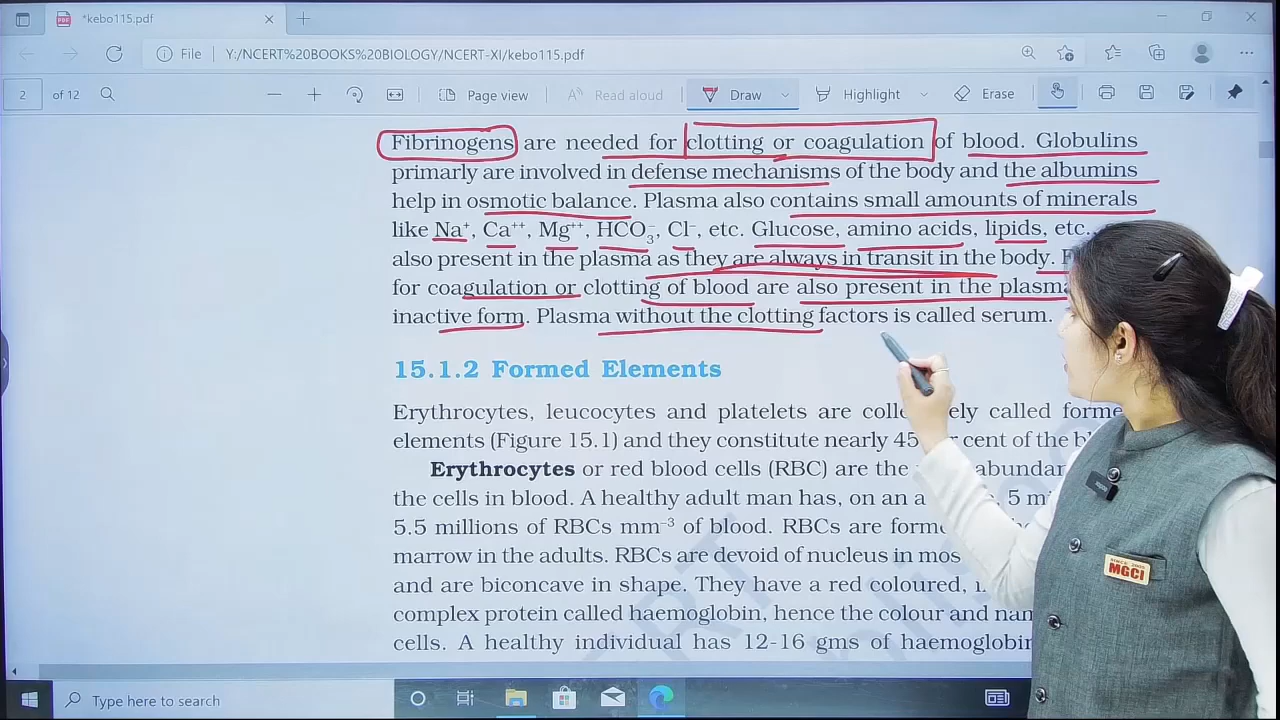 *kebo115.pdf
File
Y:/NCERT%20BOOKS%20BIOLOGY/NCERT-XI/kebo115.pdf
2 of 12
Page view
Read aloud
Draw
Highlight
Erase
Fibrinogens are needed for clotting or coagulation of blood. Globulins
primarly are involved in defense mechanisms of the body and the albumins
help in osmotic balance. Plasma also contains small amounts of minerals
like Na⁺, Ca⁺⁺, Mg⁺⁺, HCO₃⁻, Cl⁻, etc. Glucose, amino acids, lipids, etc.,
also present in the plasma as they are always in transit in the body.
for coagulation or clotting of blood are also present in the plasma
inactive form. Plasma without the clotting factors is called serum.
15.1.2 Formed Elements
Erythrocytes, leucocytes and platelets are called forme
elements (Figure 15.1) and they constitute nearly 45 cent of the
Erythrocytes or red blood cells (RBC) are the abundan
the cells in blood. A healthy adult man has, on an 5
5.5 millions of RBCs mm⁻³ of blood. RBCs are forme
marrow in the adults. RBCs are devoid of nucleus in
and are biconcave in shape. They have a red coloured,
complex protein called haemoglobin, hence the colour and
cells. A healthy individual has 12-16 gms of haemoglobin
MGCI
Type here to search